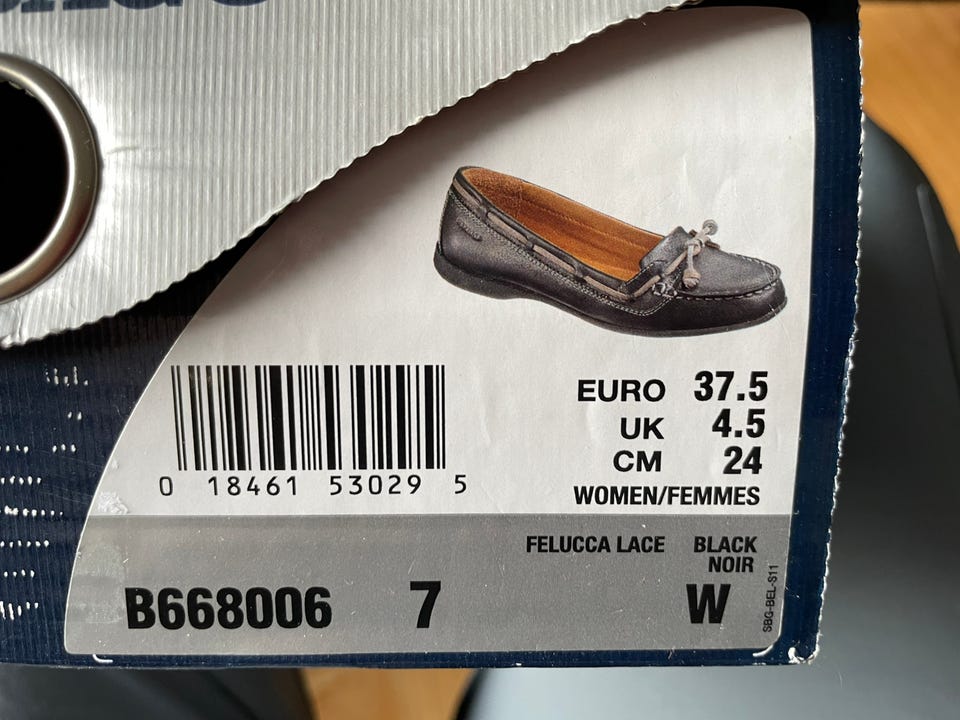 EURO 37.5
UK 4.5
CM 24
WOMEN/FEMMES
0 18461 53029 5
FELUCCA LACE BLACK
NOIR
B668006 7 W
SBG-BEL-S11